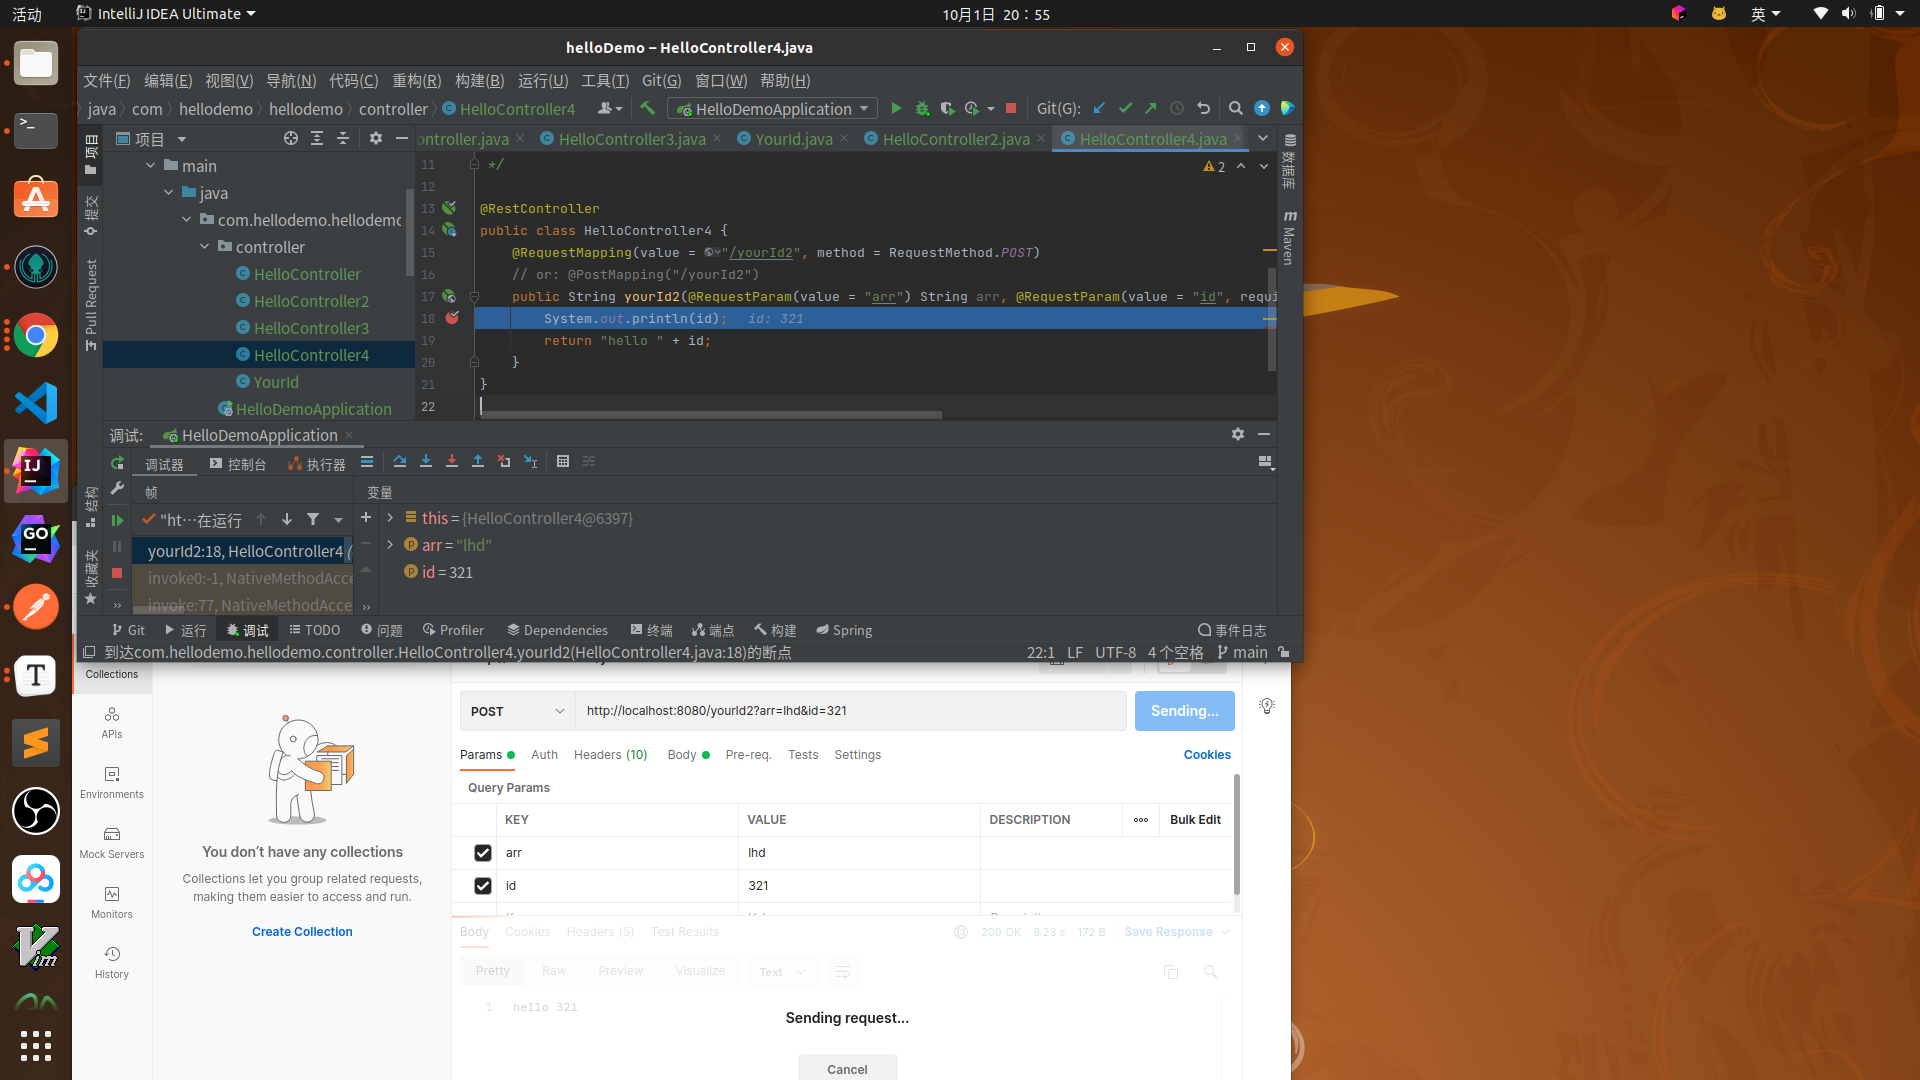 活动 IntelliJ IDEA Ultimate 10月1日 20：55 英
helloDemo – HelloController4.java
文件(F) 编辑(E) 视图(V) 导航(N) 代码(C) 重构(R) 构建(B) 运行(U) 工具(T) Git(G) 窗口(W) 帮助(H)
java com hellodemo hellodemo controller HelloController4 HelloDemoApplication Git(G):
项目 ontroller.java HelloController3.java YourId.java HelloController2.java HelloController4.java
项目
提交
Pull Request
结构
收藏夹
数据库
Maven
main
java
com.hellodemo.hellodemo
controller
HelloController
HelloController2
HelloController3
HelloController4
YourId
HelloDemoApplication
2
11 */
12
13 @RestController
14 public class HelloController4 {
15 @RequestMapping(value = "/yourId2", method = RequestMethod.POST)
16 // or: @PostMapping("/yourId2")
17 public String yourId2(@RequestParam(value = "arr") String arr, @RequestParam(value = "id", requi
18 System.out.println(id); id: 321
19 return "hello " + id;
20 }
21 }
22
调试: HelloDemoApplication
调试器 控制台 执行器
帧 变量
"ht…在运行
yourId2:18, HelloController4 (
invoke0:-1, NativeMethodAcce
invoke:77, NativeMethodAcce
this = {HelloController4@6397}
arr = "lhd"
id = 321
Git 运行 调试 TODO 问题 Profiler Dependencies 终端 端点 构建 Spring 事件日志
到达com.hellodemo.hellodemo.controller.HelloController4.yourId2(HelloController4.java:18)的断点 22:1 LF UTF-8 4 个空格 main
Collections
APIs
Environments
Mock Servers
Monitors
History
You don’t have any collections
Collections let you group related requests,
making them easier to access and run.
Create Collection
POST http://localhost:8080/yourId2?arr=lhd&id=321 Sending...
Params Auth Headers (10) Body Pre-req. Tests Settings Cookies
Query Params
KEY VALUE DESCRIPTION Bulk Edit
arr lhd
id 321
Body Cookies Headers (5) Test Results 200 OK 9.23 s 172 B Save Response
Pretty Raw Preview Visualize Text
1 hello 321
Sending request...
Cancel